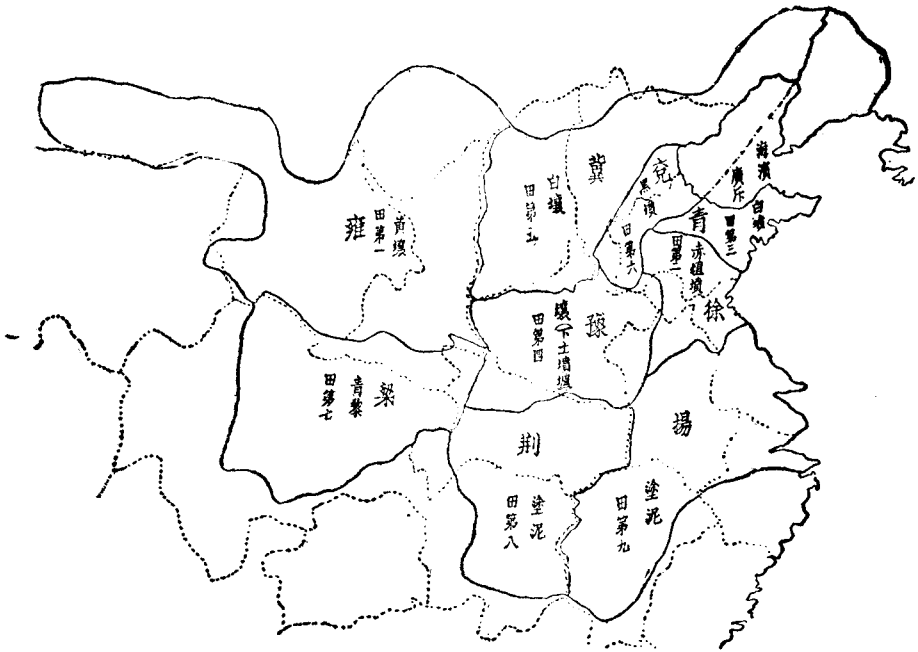 冀
白壤
田第五
兗
黑墳
田第六
海濱
廣斥
青
白墳
田第三
徐
赤埴墳
田第二
雍
黃壤
田第一
豫
壤(下土墳壚
田第四
梁
青黎
田第七
荊
塗泥
田第八
揚
塗泥
田第九